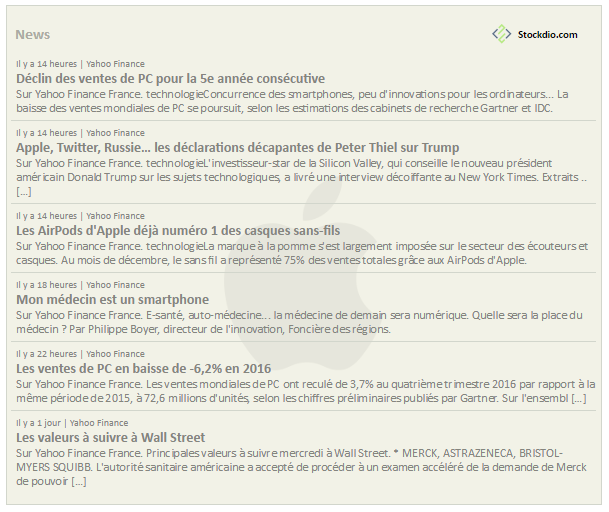 News
Stockdio.com
Il y a 14 heures | Yahoo Finance
Déclin des ventes de PC pour la 5e année consécutive
Sur Yahoo Finance France. technologieConcurrence des smartphones, peu d'innovations pour les ordinateurs... La
baisse des ventes mondiales de PC se poursuit, selon les estimations des cabinets de recherche Gartner et IDC.
Il y a 14 heures | Yahoo Finance
Apple, Twitter, Russie... les déclarations décapantes de Peter Thiel sur Trump
Sur Yahoo Finance France. technologieL'investisseur-star de la Silicon Valley, qui conseille le nouveau président
américain Donald Trump sur les sujets technologiques, a livré une interview décoiffante au New York Times. Extraits ..
[...]
Il y a 14 heures | Yahoo Finance
Les AirPods d'Apple déjà numéro 1 des casques sans-fils
Sur Yahoo Finance France. technologieLa marque à la pomme s'est largement imposée sur le secteur des écouteurs et
casques. Au mois de décembre, le sans fil a représenté 75% des ventes totales grâce aux AirPods d'Apple.
Il y a 18 heures | Yahoo Finance
Mon médecin est un smartphone
Sur Yahoo Finance France. E-santé, auto-médecine... la médecine de demain sera numérique. Quelle sera la place du
médecin ? Par Philippe Boyer, directeur de l'innovation, Foncière des régions.
Il y a 22 heures | Yahoo Finance
Les ventes de PC en baisse de -6,2% en 2016
Sur Yahoo Finance France. Les ventes mondiales de PC ont reculé de 3,7% au quatrième trimestre 2016 par rapport à la
même période de 2015, à 72,6 millions d'unités, selon les chiffres préliminaires publiés par Gartner. Sur l'ensembl [...]
Il y a 1 jour | Yahoo Finance
Les valeurs à suivre à Wall Street
Sur Yahoo Finance France. Principales valeurs à suivre mercredi à Wall Street. * MERCK, ASTRAZENECA, BRISTOL-
MYERS SQUIBB. L'autorité sanitaire américaine a accepté de procéder à un examen accéléré de la demande de Merck
de pouvoir [...]